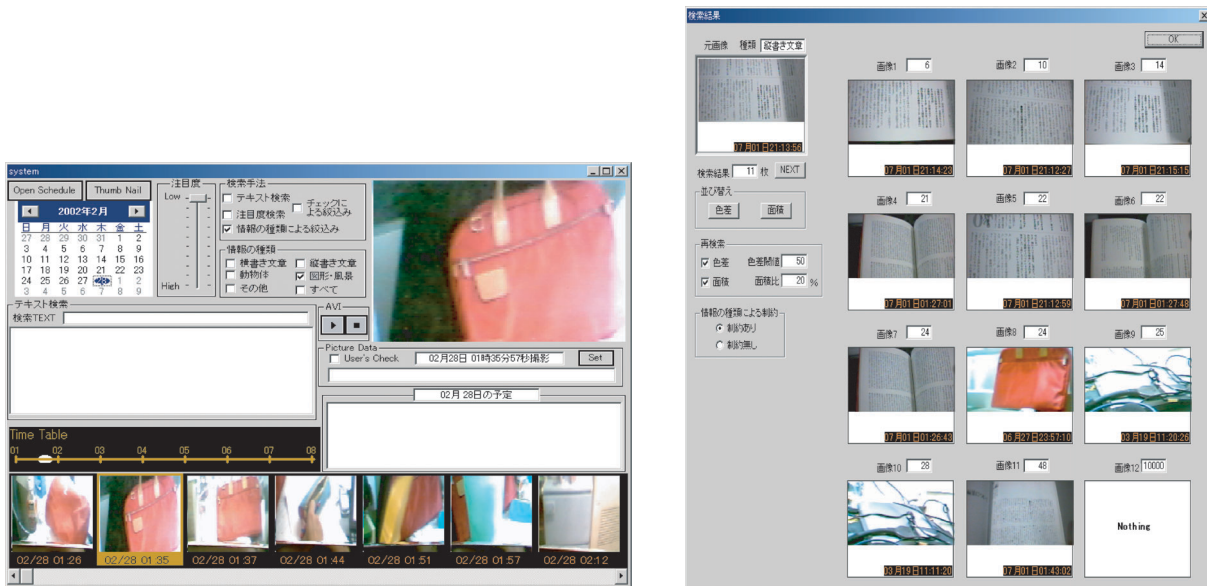 system
Open Schedule
Thumb Nail
2002年2月
日 月 火 水 木 金 土
27 28 29 30 31 1 2
3 4 5 6 7 8 9
10 11 12 13 14 15 16
17 18 19 20 21 22 23
24 25 26 27 28 1 2
3 4 5 6 7 8 9
注目度
Low
High
検索手法
テキスト検索
注目度検索
チェックに
よる絞込み
情報の種類による絞込み
情報の種類
横書き文章 縦書き文章
動物体 図形・風景
その他 すべて
テキスト検索
検索TEXT
AVI
Picture Data
User's Check
02月28日 01時35分57秒撮影
Set
02月 28日の予定
Time Table
01 02 03 04 05 06 07 08
02/28 01:26
02/28 01:35
02/28 01:37
02/28 01:44
02/28 01:51
02/28 01:57
02/28 02:12
検索結果
OK
元画像 種類 縦書き文章
07月01日21:13:56
検索結果 11 枚 NEXT
並び替え
色差 面積
再検索
色差 色差閾値 50
面積 面積比 20 %
情報の種類による制約
制約あり
制約無し
画像1 6
画像2 10
画像3 14
07月01日21:14:23
07月01日21:12:27
07月01日21:15:15
画像4 21
画像5 22
画像6 22
07月01日01:27:01
07月01日21:12:59
07月01日01:27:48
画像7 24
画像8 24
画像9 25
07月01日01:26:43
06月27日23:57:10
03月19日11:20:26
画像10 28
画像11 48
画像12 10000
03月19日11:11:20
07月01日01:43:02
Nothing